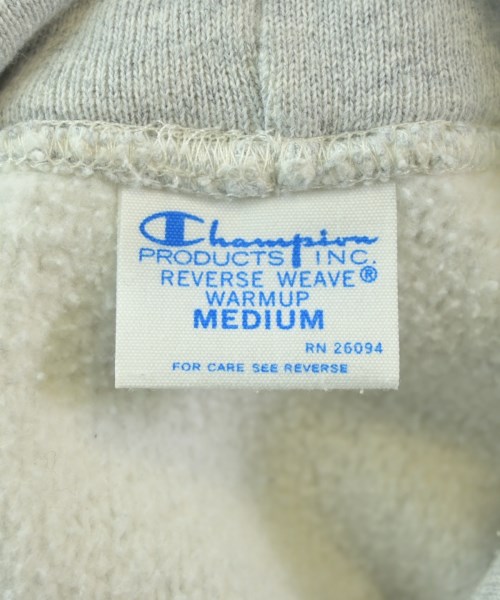 Champion
PRODUCTS INC.
REVERSE WEAVE®
WARMUP
MEDIUM
RN 26094
FOR CARE SEE REVERSE